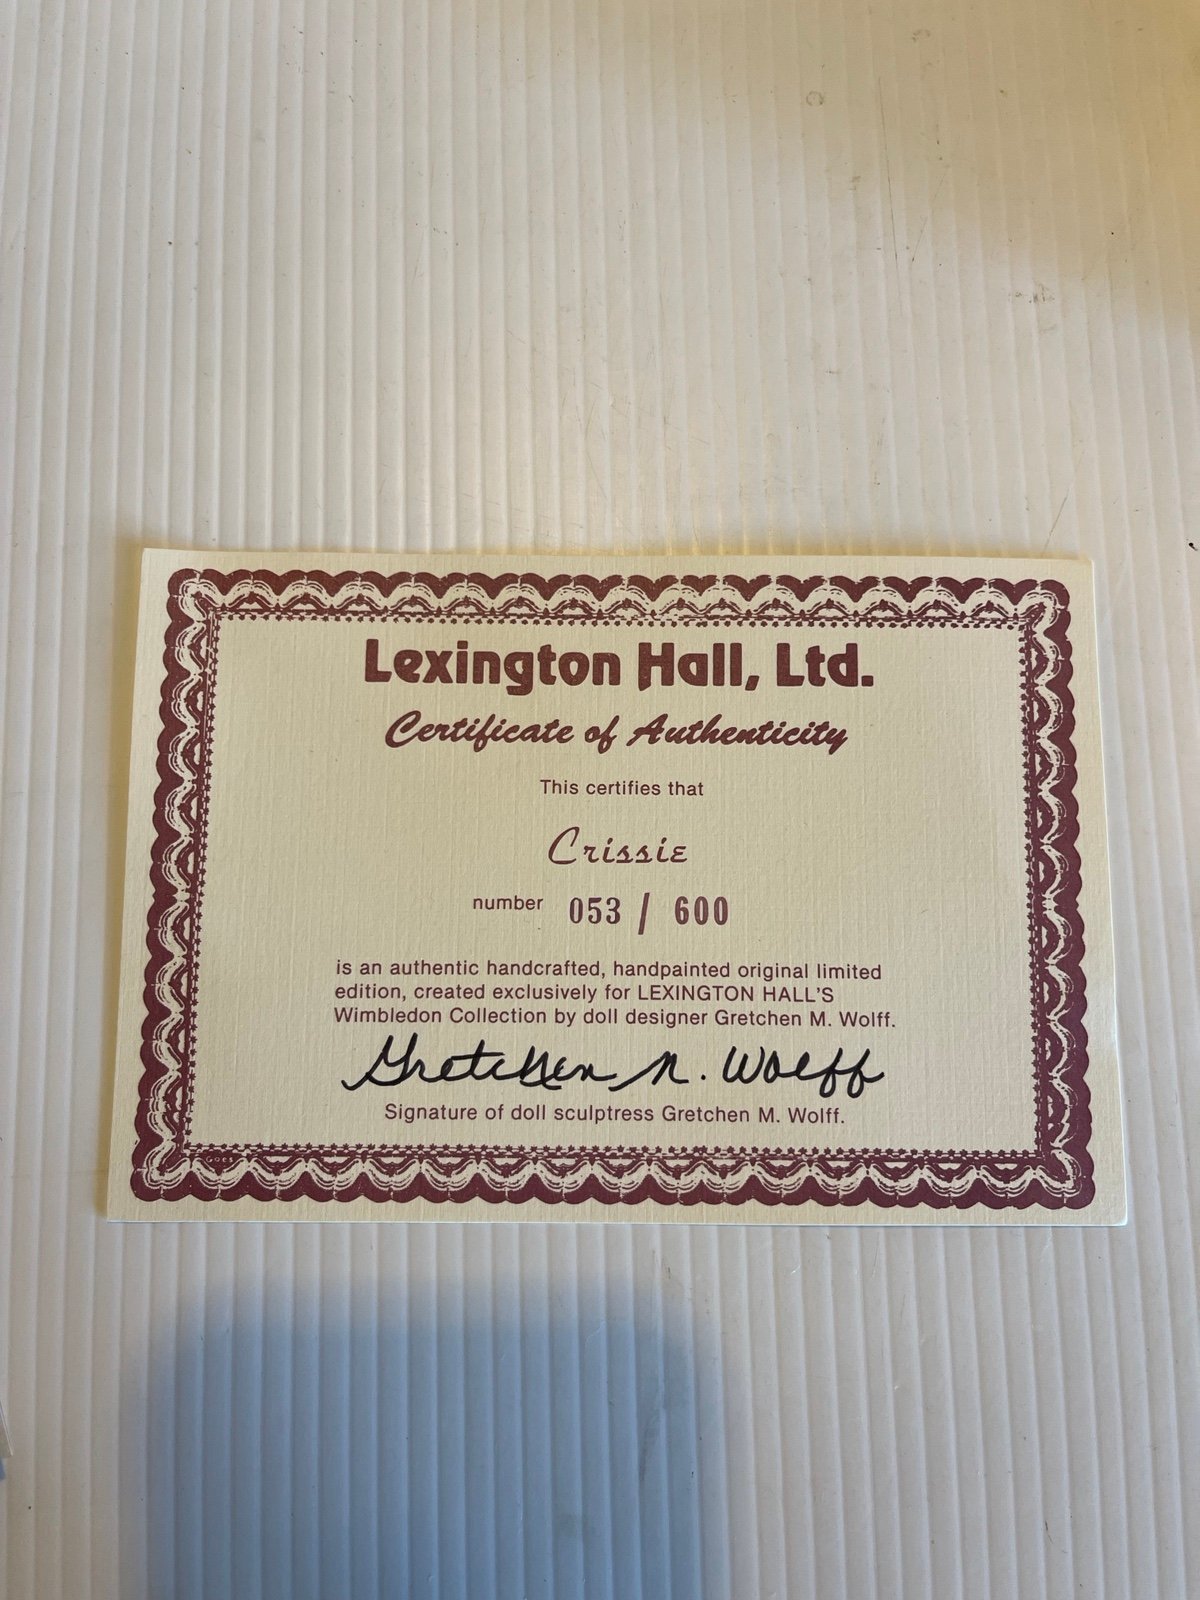 Lexington Hall, Ltd.
Certificate of Authenticity
This certifies that
Crissie
number 053 / 600
is an authentic handcrafted, handpainted original limited
edition, created exclusively for LEXINGTON HALL'S
Wimbledon Collection by doll designer Gretchen M. Wolff.
Gretchen M. Wolff
Signature of doll sculptress Gretchen M. Wolff.
GOES